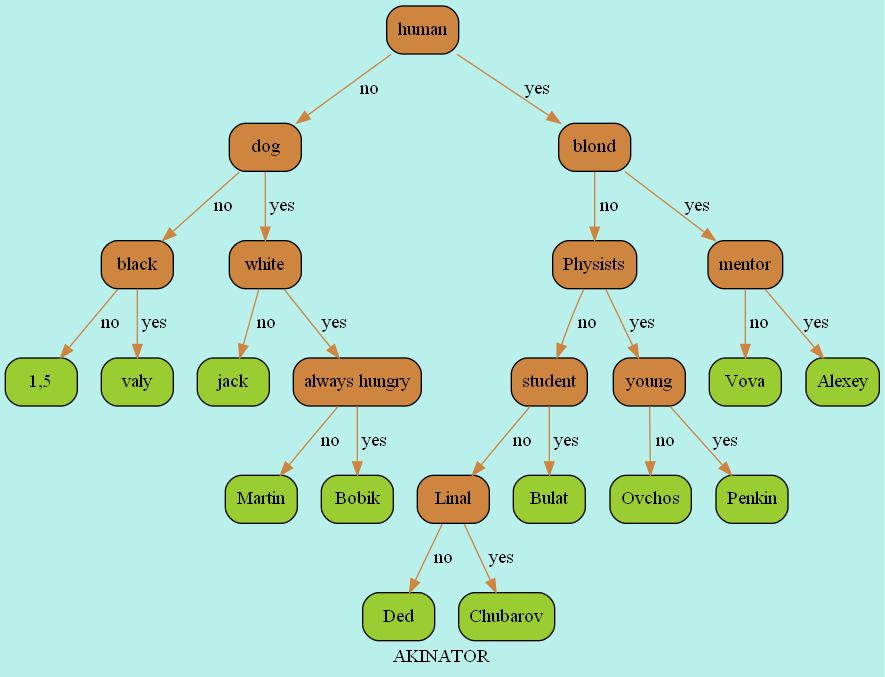 human
no
yes
dog
blond
no
yes
no
yes
black
white
Physists
mentor
no
yes
no
yes
no
yes
no
yes
1,5
valy
jack
always hungry
student
young
Vova
Alexey
no
yes
no
yes
no
yes
Martin
Bobik
Linal
Bulat
Ovchos
Penkin
no
yes
Ded
Chubarov
AKINATOR